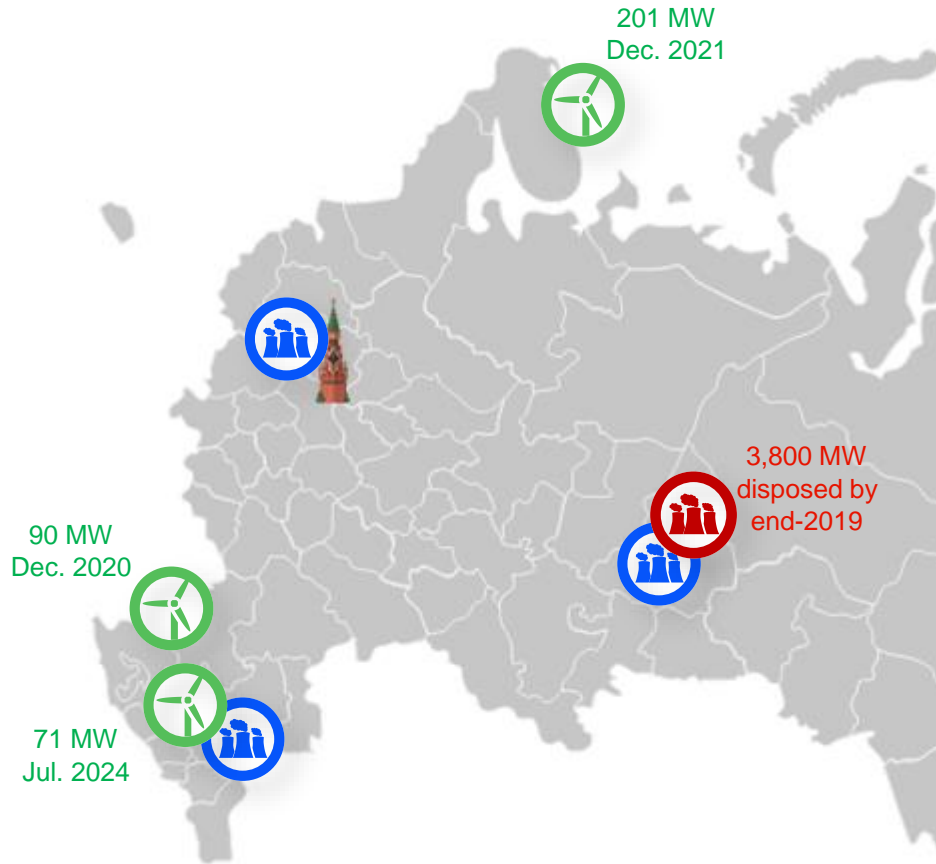 201 MW
Dec. 2021
3,800 MW
disposed by
end-2019
90 MW
Dec. 2020
71 MW
Jul. 2024